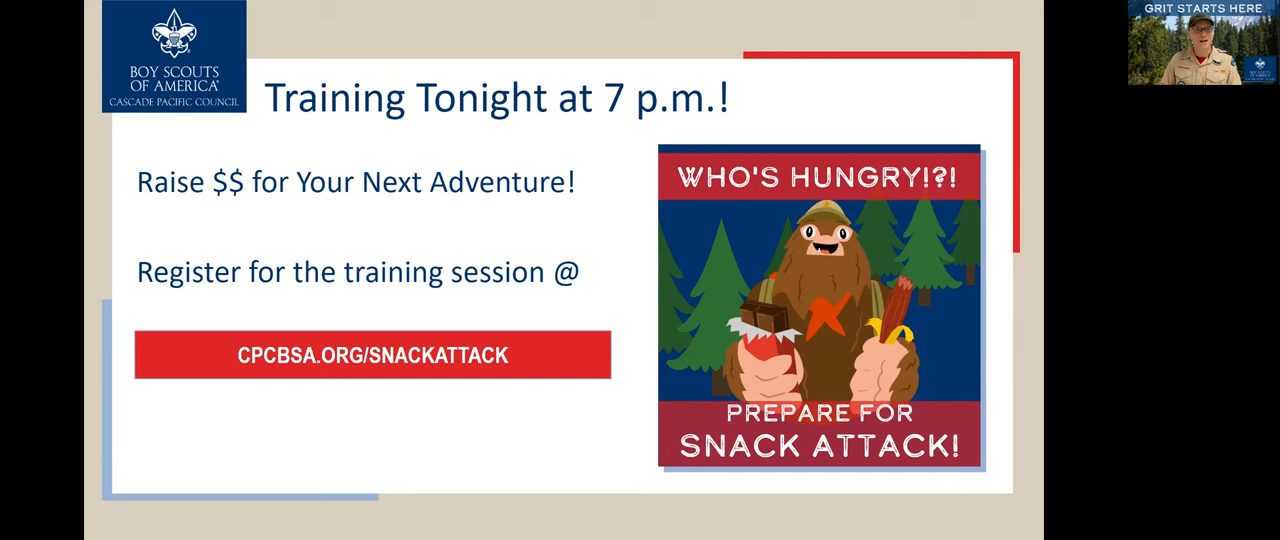 BOY SCOUTS
OF AMERICA®
CASCADE PACIFIC COUNCIL
Training Tonight at 7 p.m.!
Raise $$ for Your Next Adventure!
Register for the training session @
CPCBSA.ORG/SNACKATTACK
WHO'S HUNGRY!?!
PREPARE FOR
SNACK ATTACK!
GRIT STARTS HERE